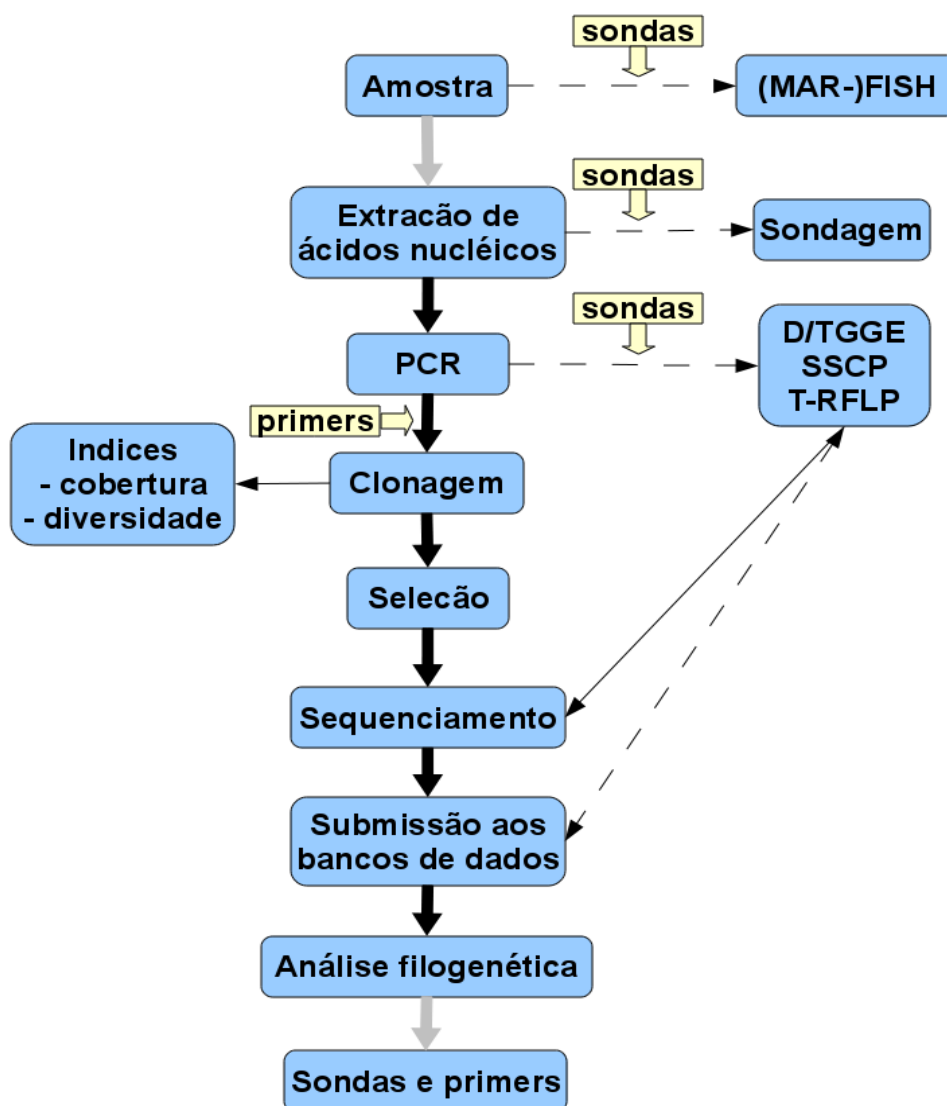 sondas
Amostra
(MAR-)FISH
sondas
Extracão de
ácidos nucléicos
Sondagem
sondas
D/TGGE
SSCP
T-RFLP
PCR
primers
Indices
- cobertura
- diversidade
Clonagem
Selecão
Sequenciamento
Submissão aos
bancos de dados
Análise filogenética
Sondas e primers